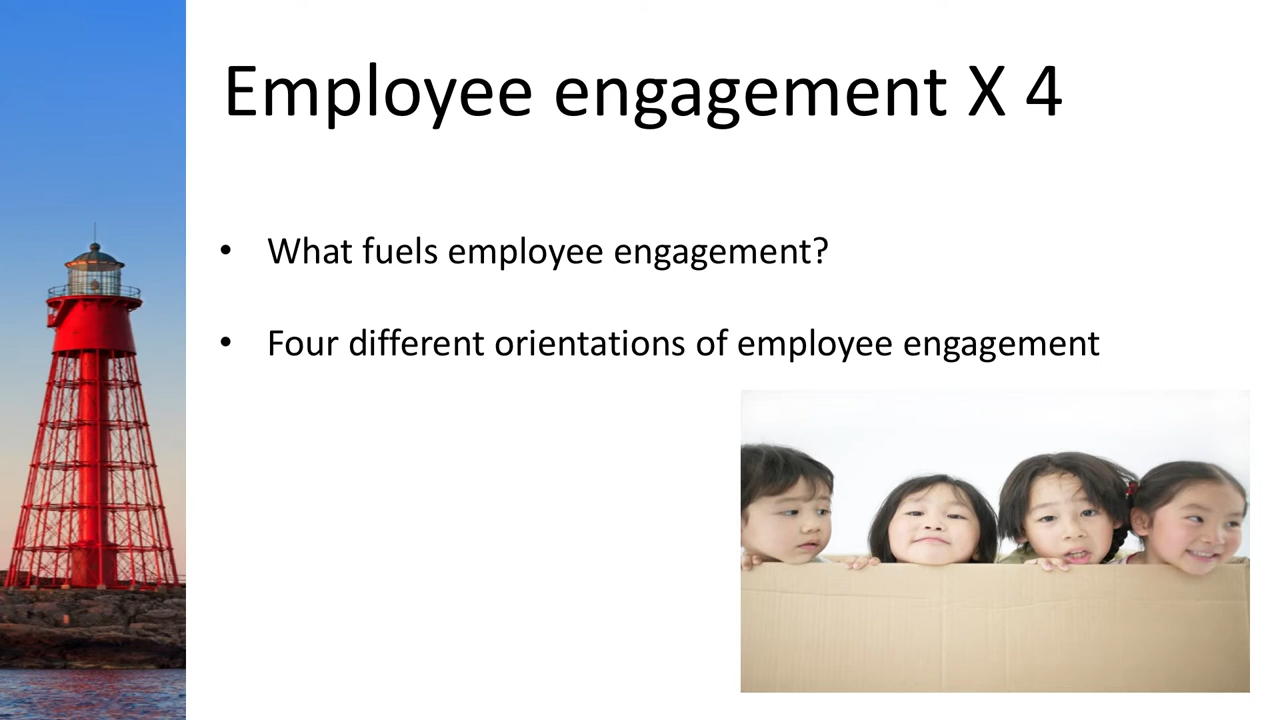 Employee engagement X 4
• What fuels employee engagement?
• Four different orientations of employee engagement